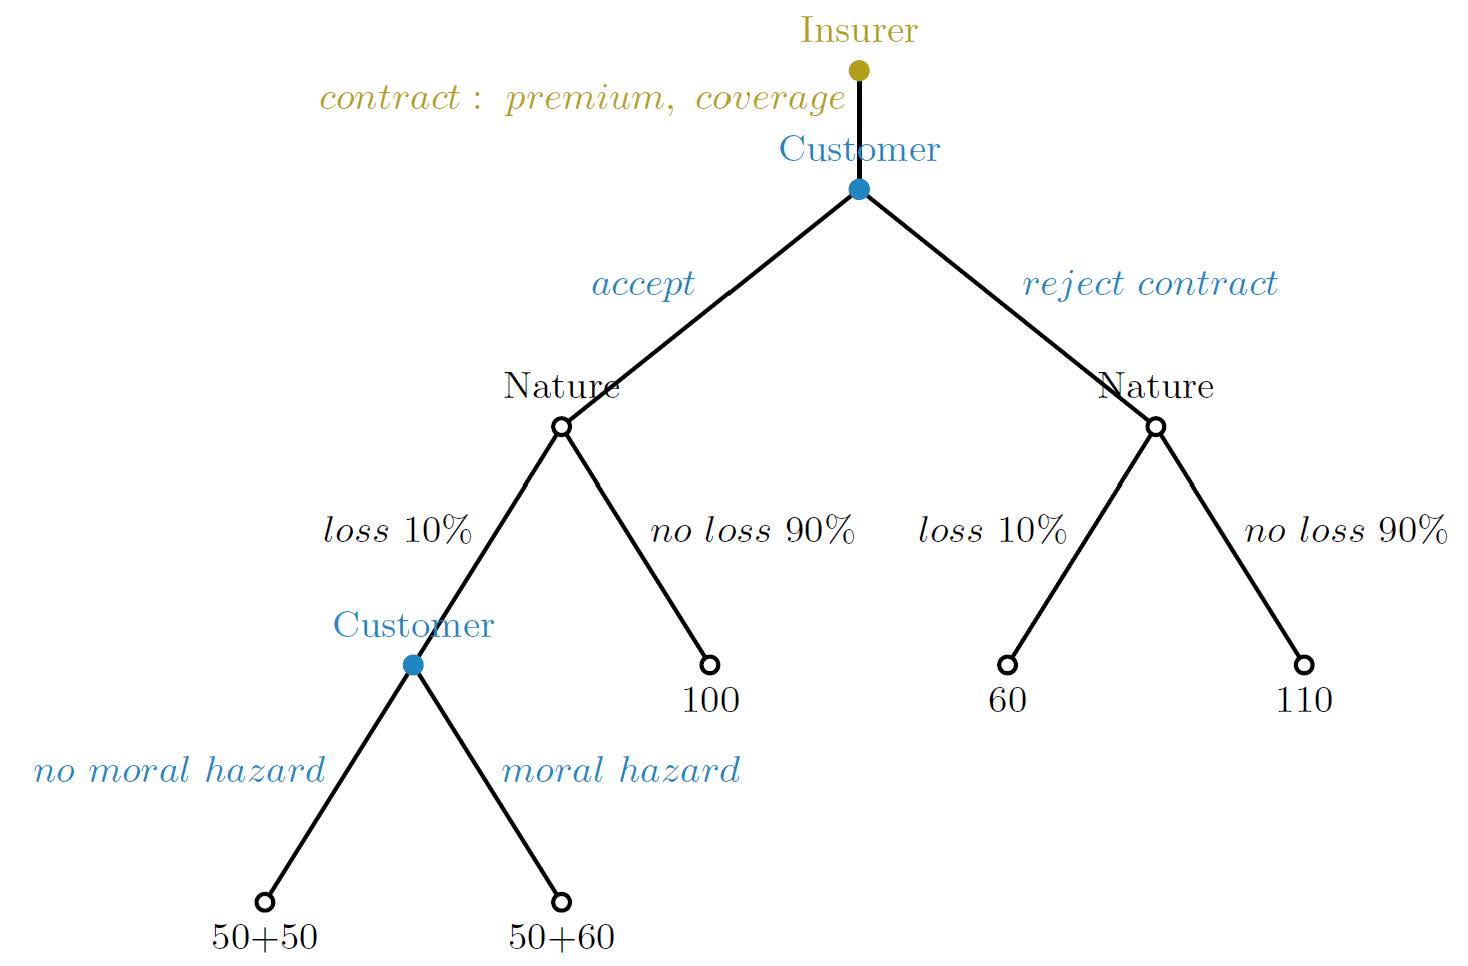 Insurer
contract : premium, coverage
Customer
accept
reject contract
Nature
Nature
loss 10%
no loss 90%
loss 10%
no loss 90%
Customer
100
60
110
no moral hazard
moral hazard
50+50
50+60